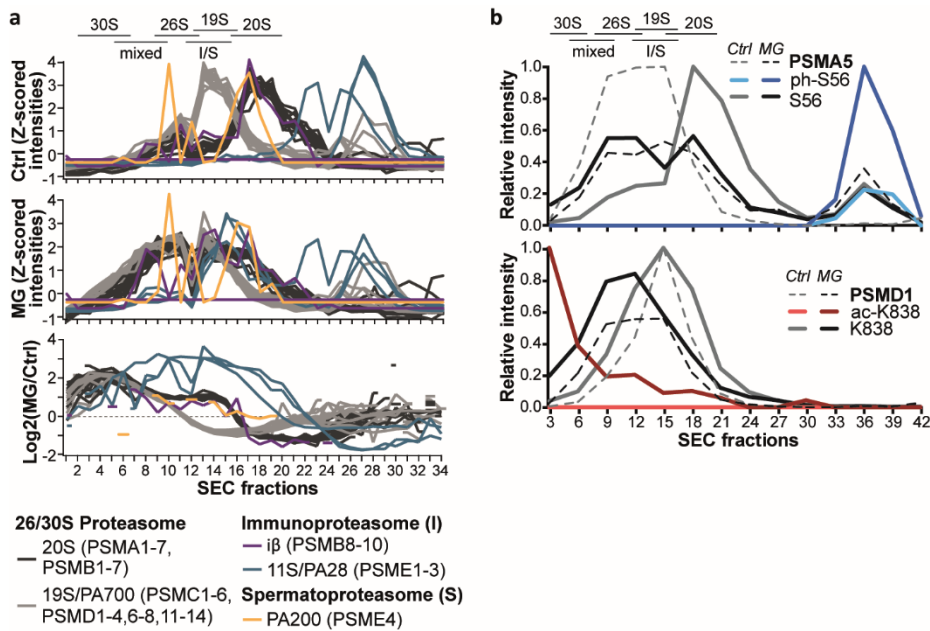 a
30S
26S
19S
20S
mixed
I/S
Ctrl (Z-scored
intensities)
4
3
2
1
0
-1
MG (Z-scored
intensities)
4
3
2
1
0
-1
Log2(MG/Ctrl)
4
2
0
-2
2 4 6 8 10 12 14 16 18 20 22 24 26 28 30 32 34
SEC fractions
26/30S Proteasome
20S (PSMA1-7,
PSMB1-7)
19S/PA700 (PSMC1-6,
PSMD1-4,6-8,11-14)
Immunoproteasome (I)
iβ (PSMB8-10)
11S/PA28 (PSME1-3)
Spermatoproteasome (S)
PA200 (PSME4)
b
30S
26S
19S
20S
mixed
I/S
Relative intensity
1.0
0.8
0.6
0.4
0.2
0.0
Ctrl MG
PSMA5
ph-S56
S56
Relative intensity
1.0
0.8
0.6
0.4
0.2
0.0
Ctrl MG
PSMD1
ac-K838
K838
3 6 9 12 15 18 21 24 27 30 33 36 39 42
SEC fractions